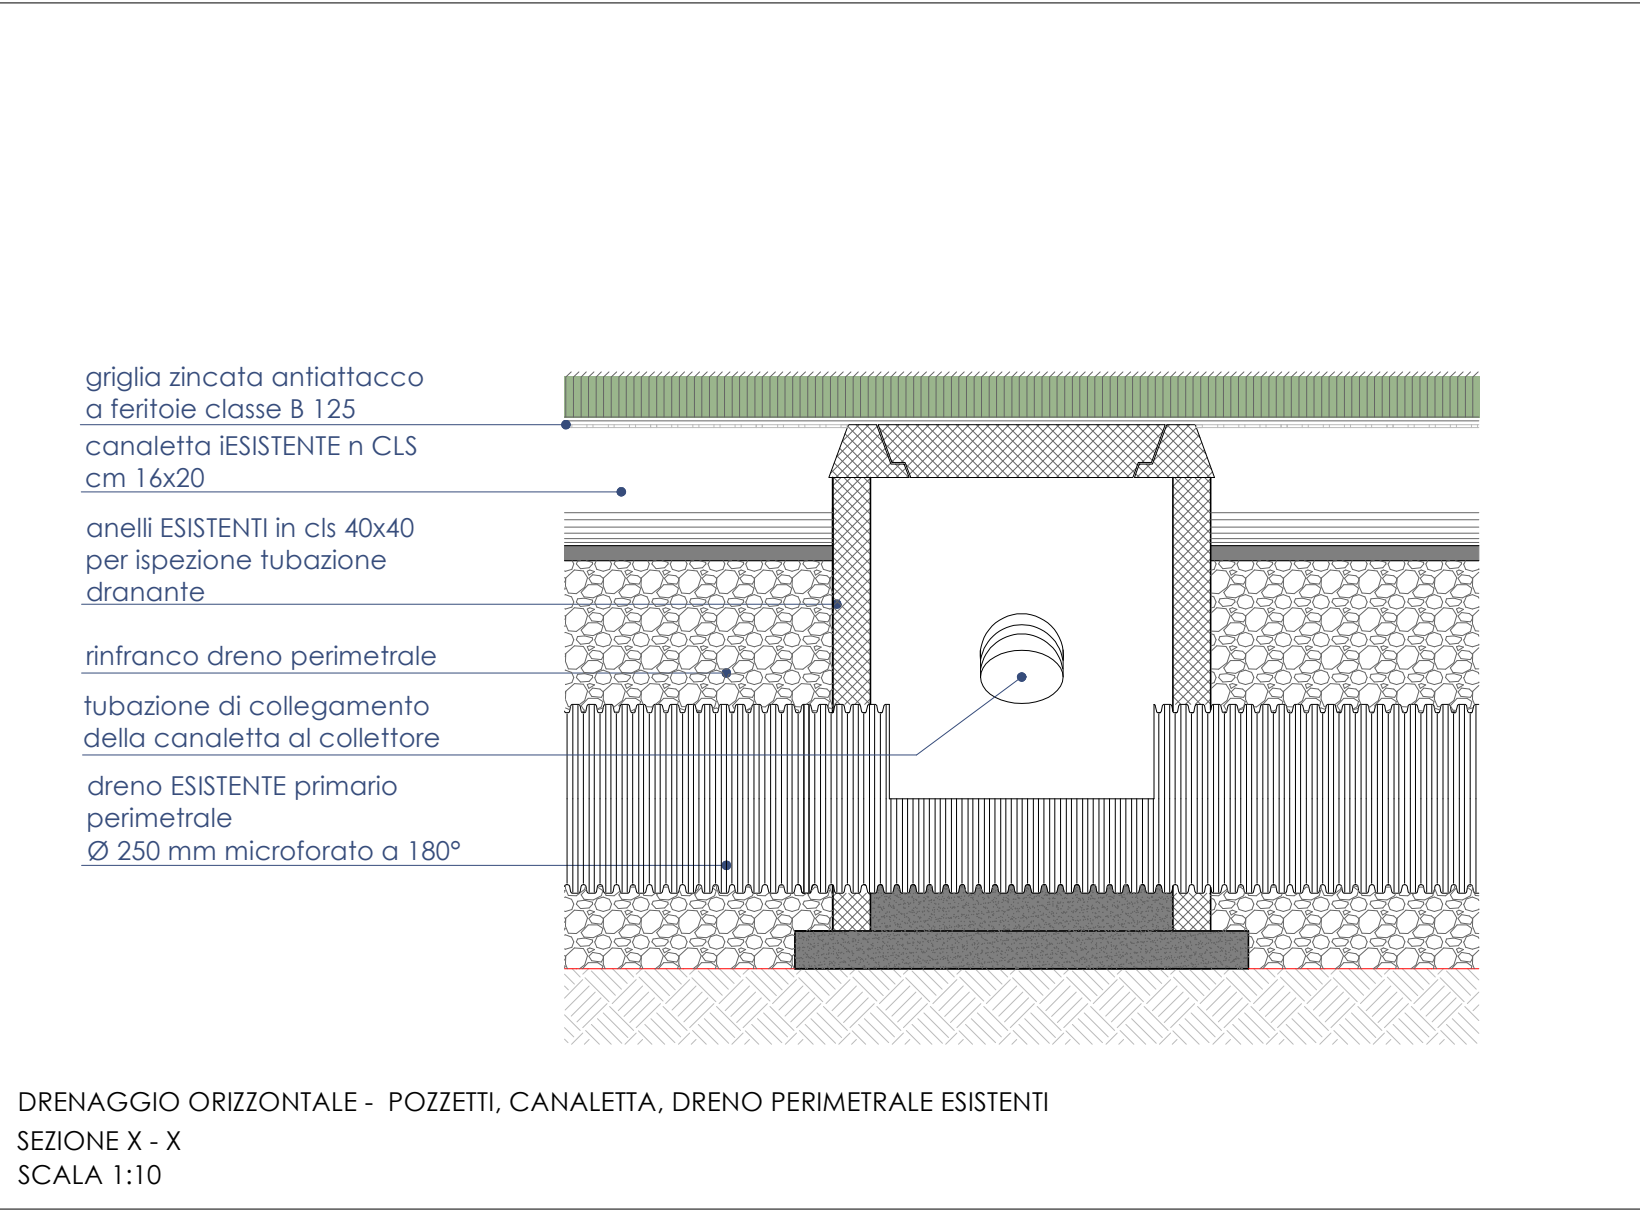 griglia zincata antiattacco
a feritoie classe B 125
canaletta iESISTENTE n CLS
cm 16x20
anelli ESISTENTI in cls 40x40
per ispezione tubazione
dranante
rinfranco dreno perimetrale
tubazione di collegamento
della canaletta al collettore
dreno ESISTENTE primario
perimetrale
Ø 250 mm microforato a 180°
DRENAGGIO ORIZZONTALE - POZZETTI, CANALETTA, DRENO PERIMETRALE ESISTENTI
SEZIONE X - X
SCALA 1:10